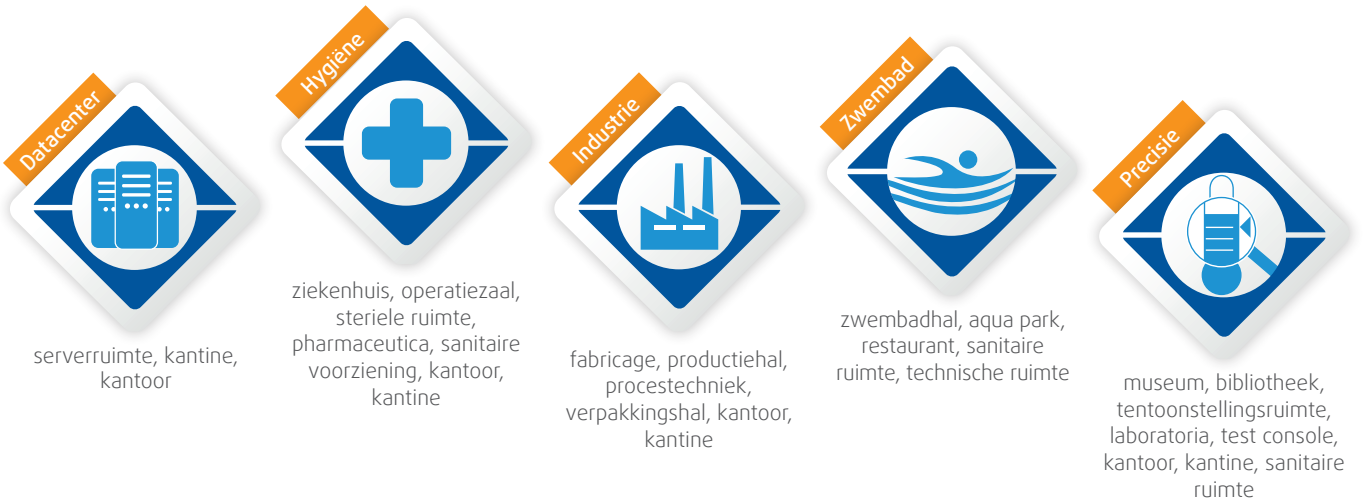 Datacenter
serverruimte, kantine,
kantoor
Hygiëne
ziekenhuis, operatiezaal,
steriele ruimte,
pharmaceutica, sanitaire
voorziening, kantoor,
kantine
Industrie
fabricage, productiehal,
procestechniek,
verpakkingshal, kantoor,
kantine
Zwembad
zwembadhal, aqua park,
restaurant, sanitaire
ruimte, technische ruimte
Precisie
museum, bibliotheek,
tentoonstellingsruimte,
laboratoria, test console,
kantoor, kantine, sanitaire
ruimte